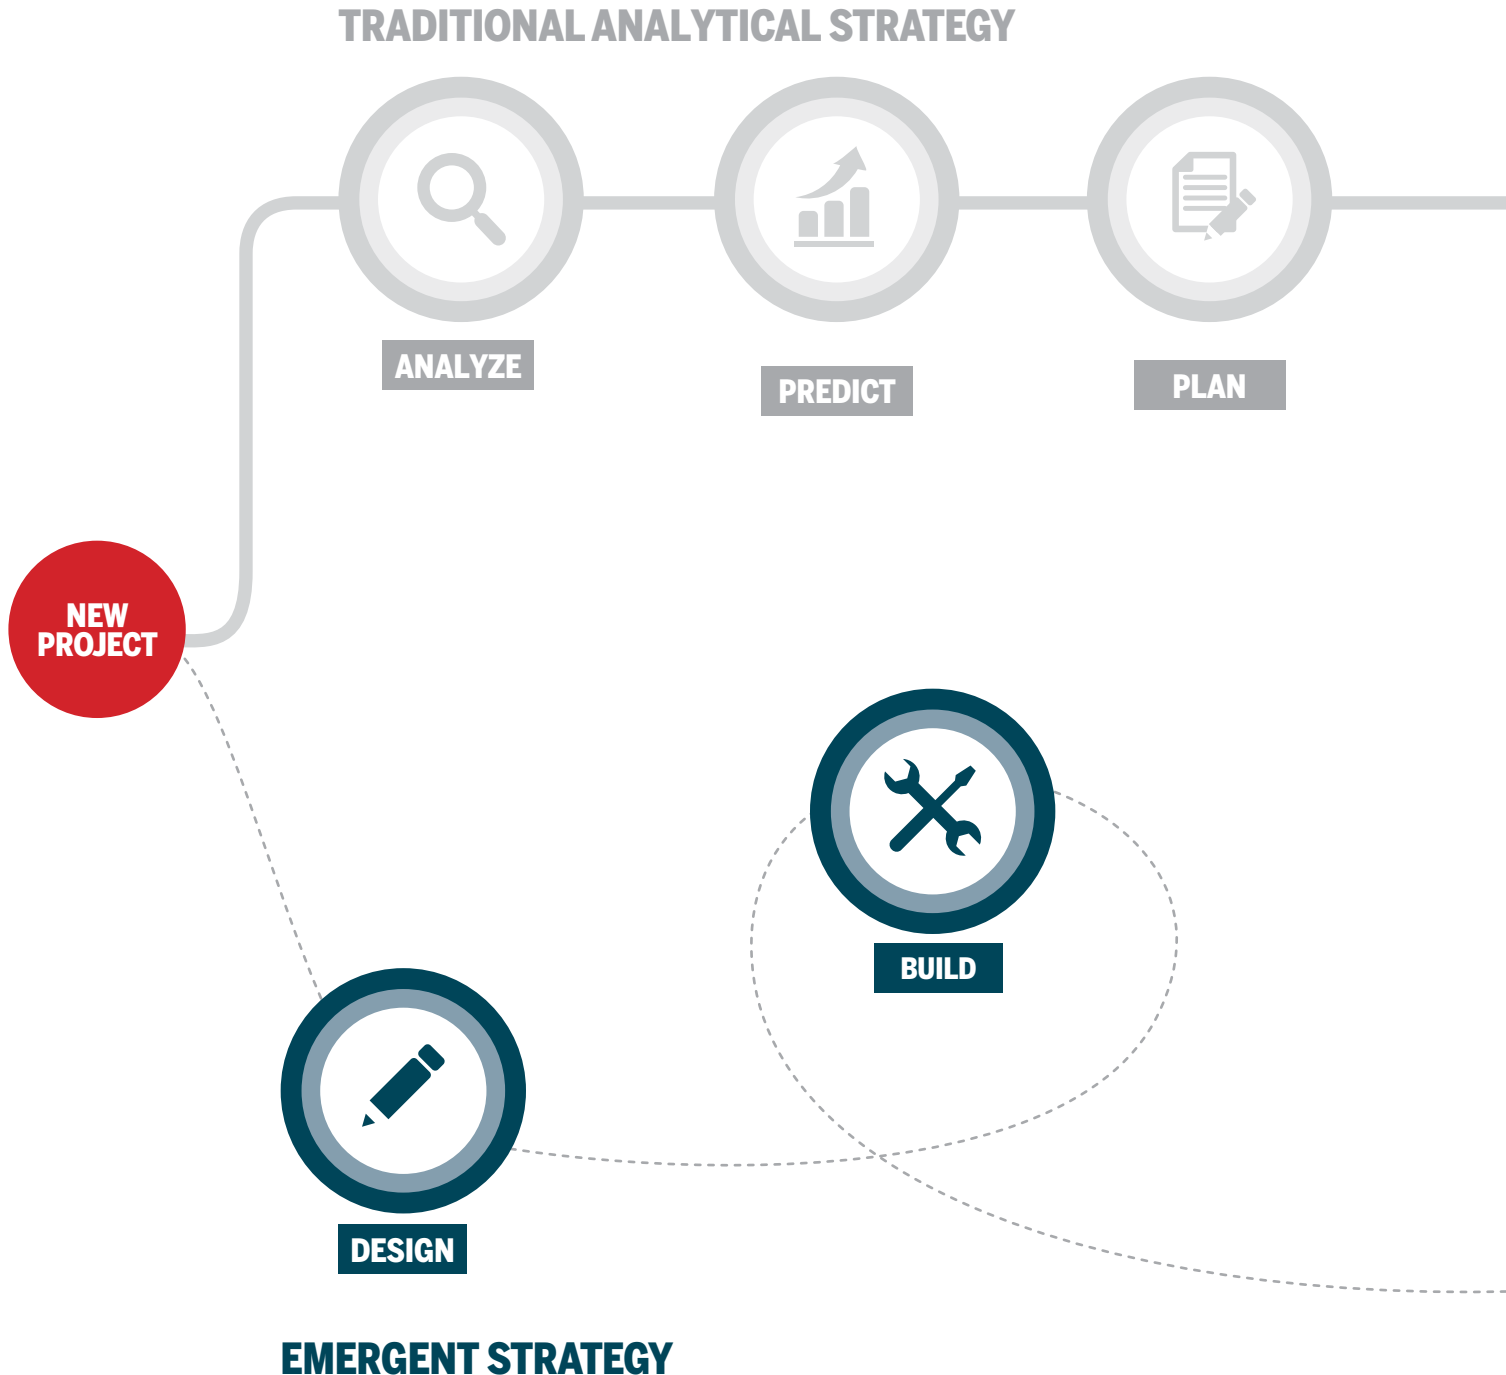 TRADITIONAL ANALYTICAL STRATEGY
ANALYZE
PREDICT
PLAN
NEW
PROJECT
BUILD
DESIGN
EMERGENT STRATEGY